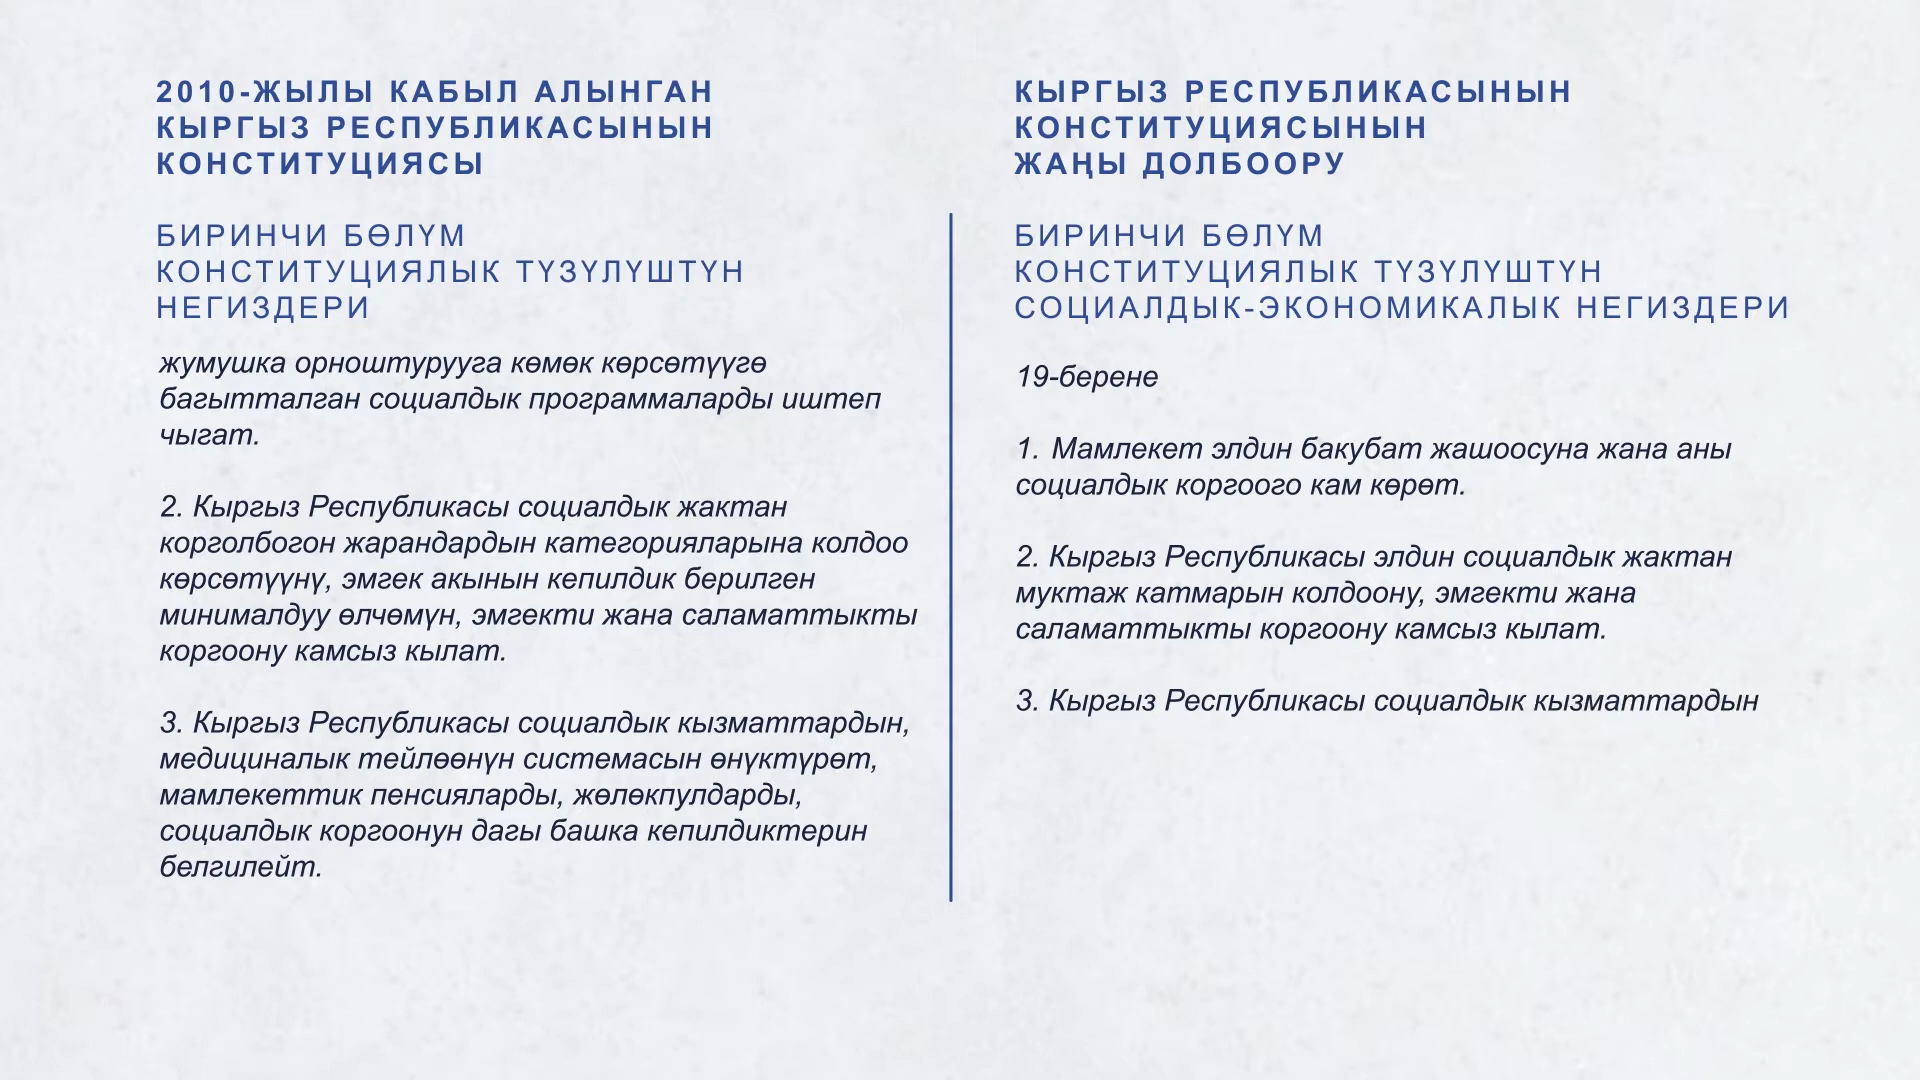 2010-ЖЫЛЫ КАБЫЛ АЛЫНГАН
КЫРГЫЗ РЕСПУБЛИКАСЫНЫН
КОНСТИТУЦИЯСЫ
БИРИНЧИ БӨЛҮМ
КОНСТИТУЦИЯЛЫК ТҮЗҮЛҮШТҮН
НЕГИЗДЕРИ
жумушка орноштурууга көмөк көрсөтүүгө
багытталган социалдык программаларды иштеп
чыгат.
2. Кыргыз Республикасы социалдык жактан
корголбогон жарандардын категорияларына колдоо
көрсөтүүнү, эмгек акынын кепилдик берилген
минималдуу өлчөмүн, эмгекти жана саламаттыкты
коргоону камсыз кылат.
3. Кыргыз Республикасы социалдык кызматтардын,
медициналык тейлөөнүн системасын өнүктүрөт,
мамлекеттик пенсияларды, жөлөкпулдарды,
социалдык коргоонун дагы башка кепилдиктерин
белгилейт.
КЫРГЫЗ РЕСПУБЛИКАСЫНЫН
КОНСТИТУЦИЯСЫНЫН
ЖАҢЫ ДОЛБООРУ
БИРИНЧИ БӨЛҮМ
КОНСТИТУЦИЯЛЫК ТҮЗҮЛҮШТҮН
СОЦИАЛДЫК-ЭКОНОМИКАЛЫК НЕГИЗДЕРИ
19-берене
1. Мамлекет элдин бакубат жашоосуна жана аны
социалдык коргоого кам көрөт.
2. Кыргыз Республикасы элдин социалдык жактан
муктаж катмарын колдоону, эмгекти жана
саламаттыкты коргоону камсыз кылат.
3. Кыргыз Республикасы социалдык кызматтардын